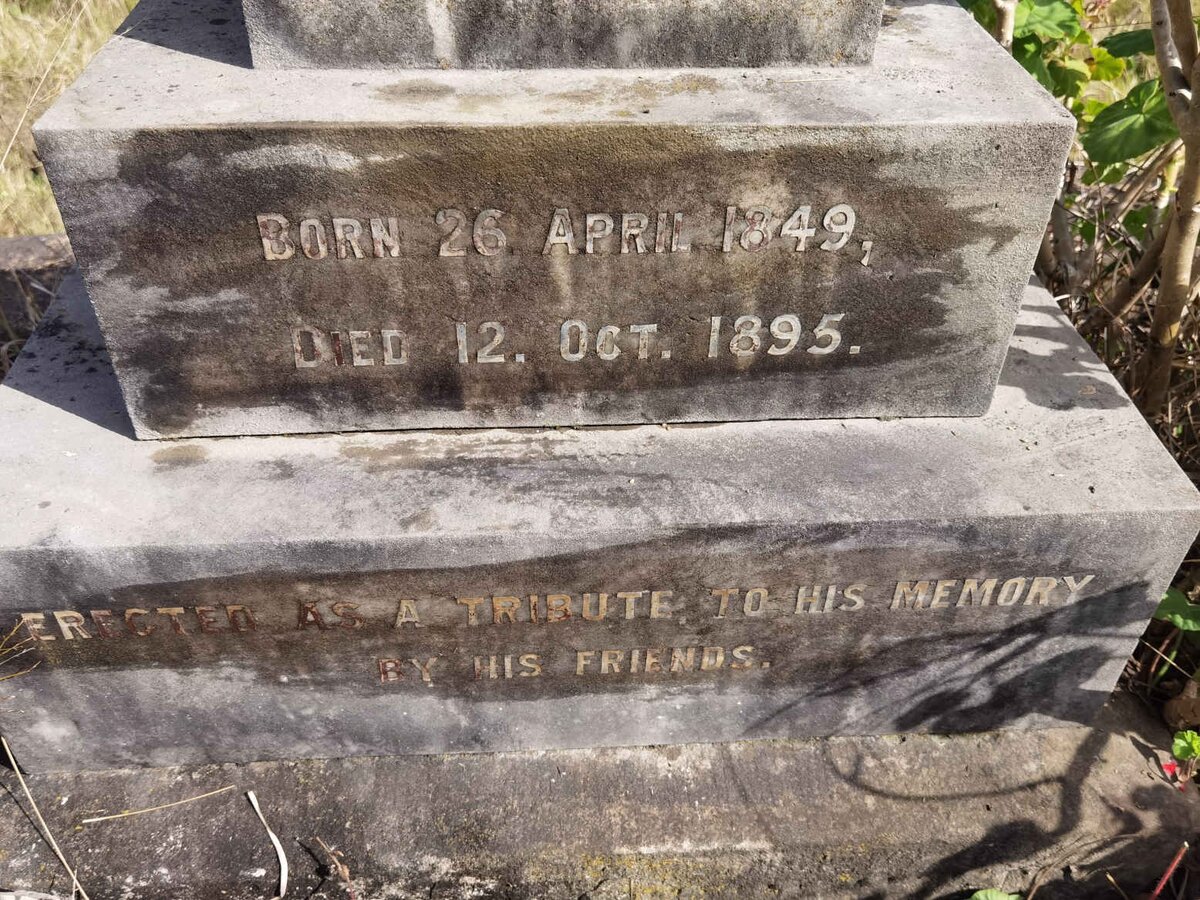 BORN 26 APRIL 1849,
DIED 12. OCT. 1895.
ERECTED AS A TRIBUTE, TO HIS MEMORY
BY HIS FRIENDS.